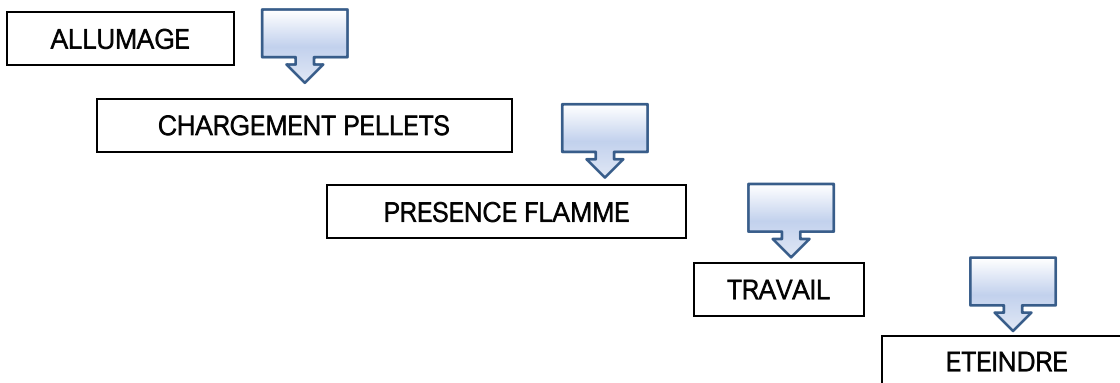 ALLUMAGE
CHARGEMENT PELLETS
PRESENCE FLAMME
TRAVAIL
ETEINDRE